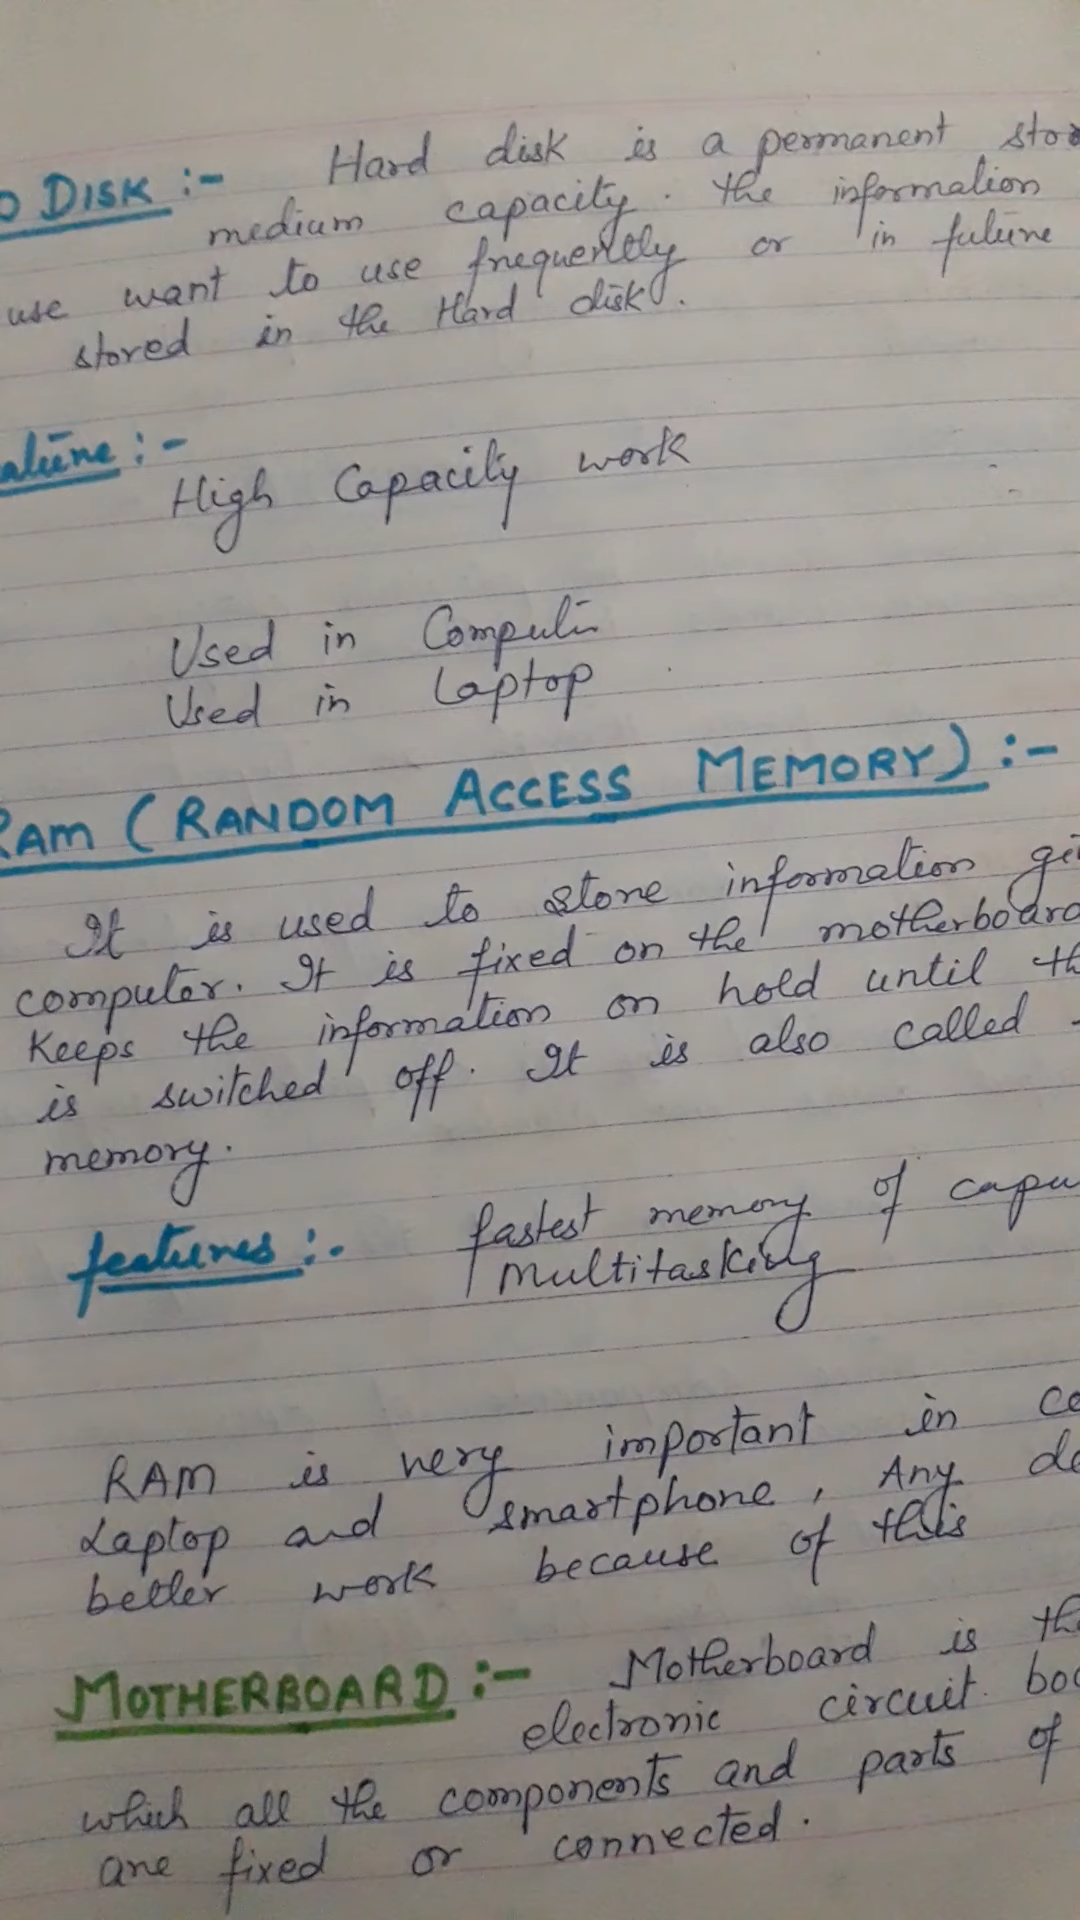 DISK :- Hard disk is a permanent
medium capacity. the information
use want to use frequently or in future
stored in the Hard disk.
:-
High Capacity work
Used in
Used in Laptop
RAM (RANDOM ACCESS MEMORY) :-
It is used to store information
computer. It is fixed on the motherboard
Keeps the information on hold until
is switched off. It is also called
memory.
features :- fastest memory of
multitasking
RAM is very important in
Laptop and smartphone, Any
better work because of this
MOTHERBOARD :- Motherboard is
electronic circuit
which all the components and parts of
are fixed or connected.